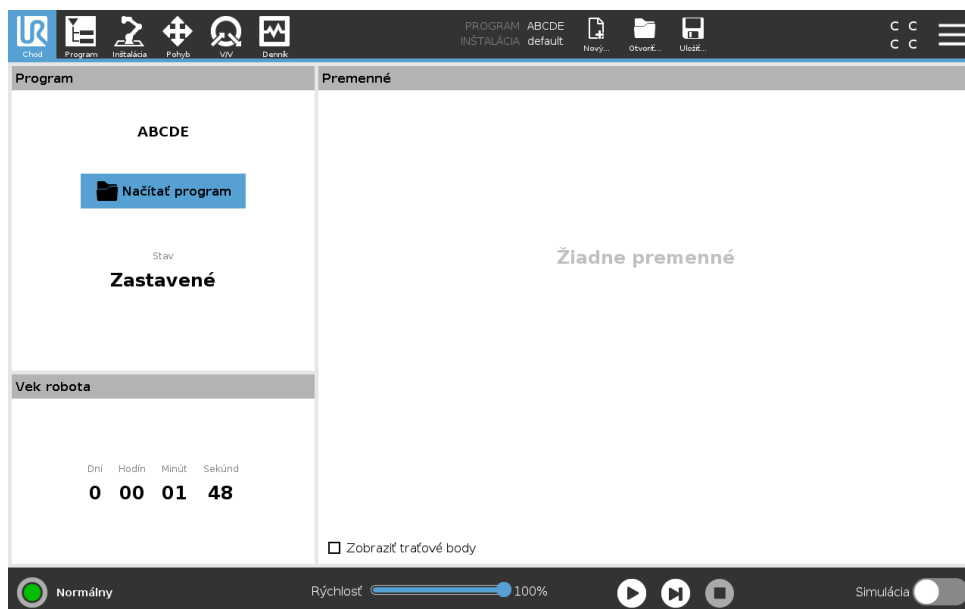 Chod
Program
Inštalácia
Pohyb
V/V
Denník
PROGRAM ABCDE
INŠTALÁCIA default
Nový...
Otvoriť...
Uložiť...
C C
C C
Program
ABCDE
Načítať program
Stav
Zastavené
Vek robota
Dní Hodín Minút Sekúnd
0 00 01 48
Premenné
Žiadne premenné
Zobraziť traťové body
Normálny
Rýchlosť 100%
Simulácia